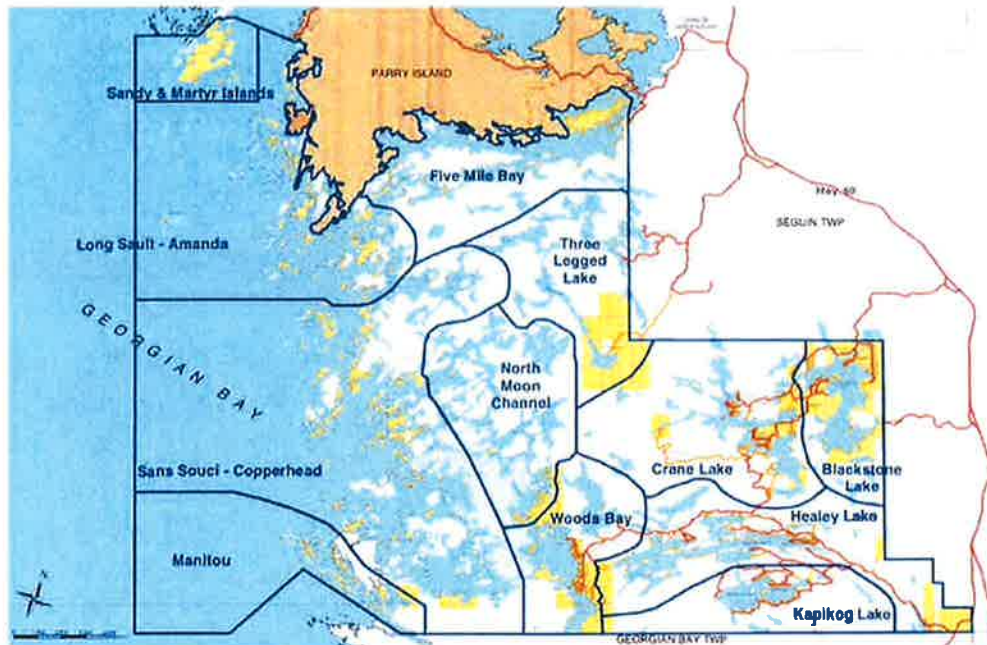 PARRY ISLAND
Sandy & Martyr Islands
Five Mile Bay
Hwy 69
SEGUIN TWP
Long Sault - Amanda
Three
Legged
Lake
GEORGIAN BAY
North
Moon
Channel
Sans Souci - Copperhead
Crane Lake
Blackstone
Lake
Woods Bay
Healey Lake
Manitou
N
Kapikog Lake
GEORGIAN BAY TWP